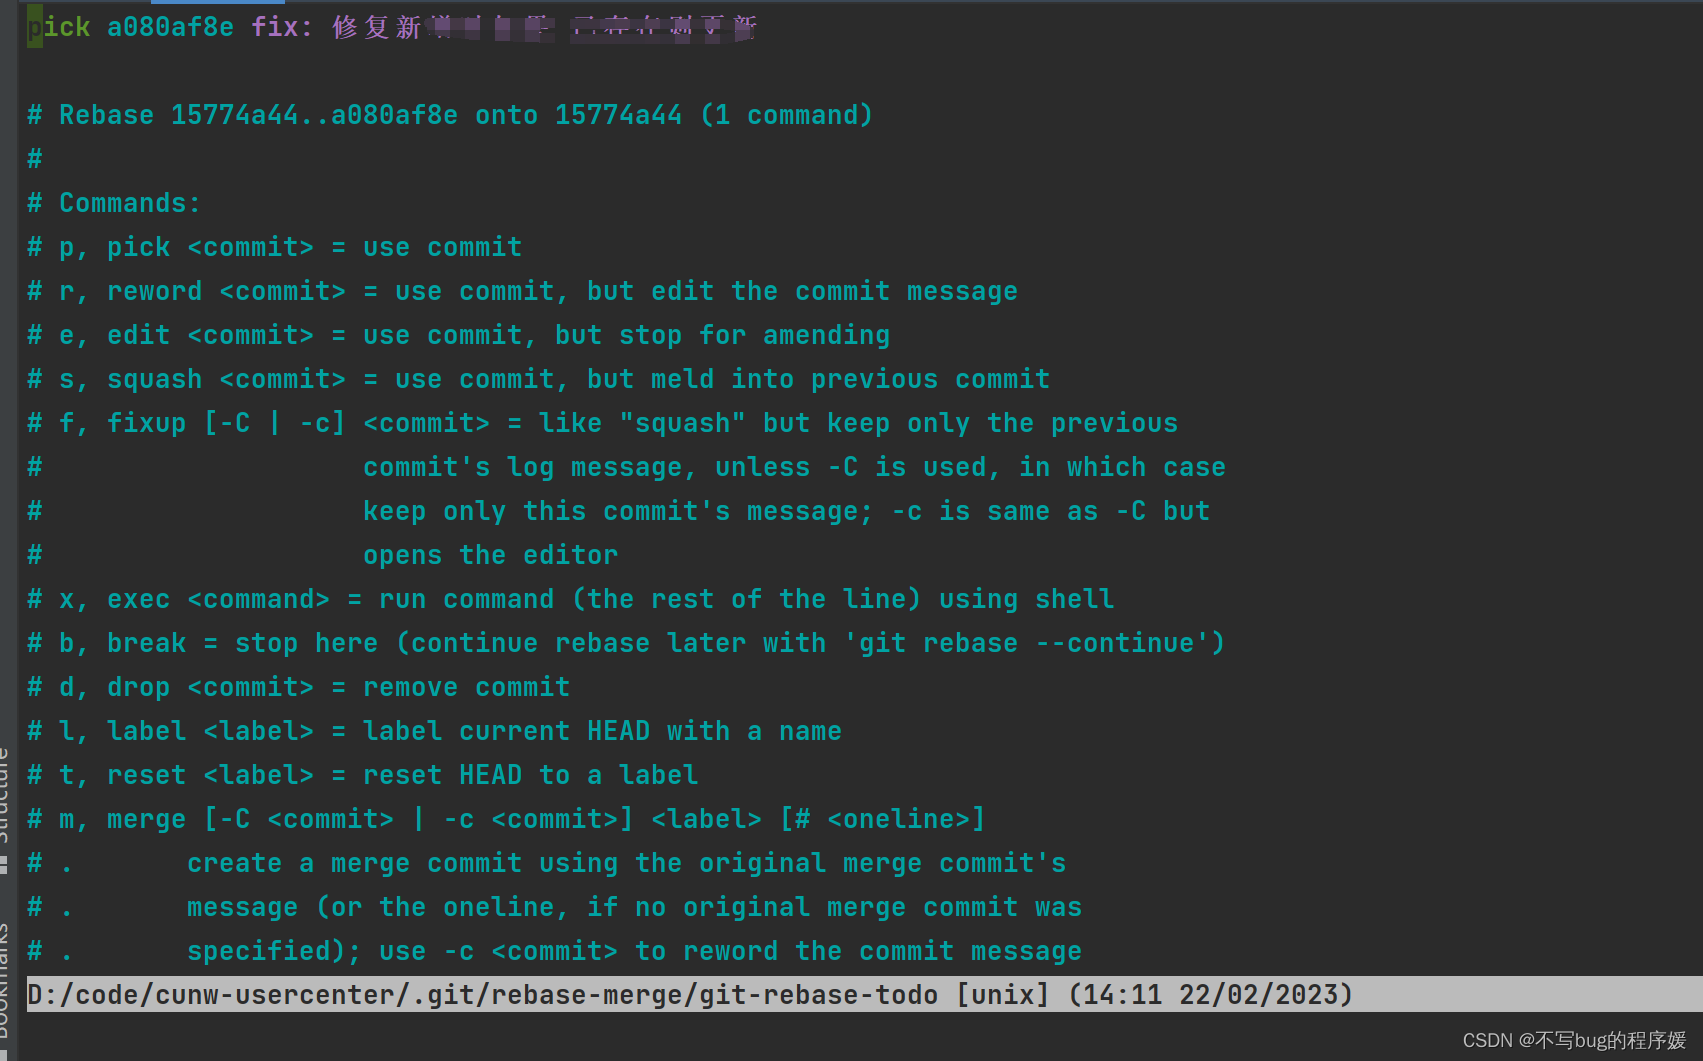 pick a080af8e fix: 修复新
# Rebase 15774a44..a080af8e onto 15774a44 (1 command)
#
# Commands:
# p, pick <commit> = use commit
# r, reword <commit> = use commit, but edit the commit message
# e, edit <commit> = use commit, but stop for amending
# s, squash <commit> = use commit, but meld into previous commit
# f, fixup [-C | -c] <commit> = like "squash" but keep only the previous
#                    commit's log message, unless -C is used, in which case
#                    keep only this commit's message; -c is same as -C but
#                    opens the editor
# x, exec <command> = run command (the rest of the line) using shell
# b, break = stop here (continue rebase later with 'git rebase --continue')
# d, drop <commit> = remove commit
# l, label <label> = label current HEAD with a name
# t, reset <label> = reset HEAD to a label
# m, merge [-C <commit> | -c <commit>] <label> [# <oneline>]
# .       create a merge commit using the original merge commit's
# .       message (or the oneline, if no original merge commit was
# .       specified); use -c <commit> to reword the commit message
D:/code/cunw-usercenter/.git/rebase-merge/git-rebase-todo [unix] (14:11 22/02/2023)
Structure
Bookmarks
CSDN @不写bug的程序媛